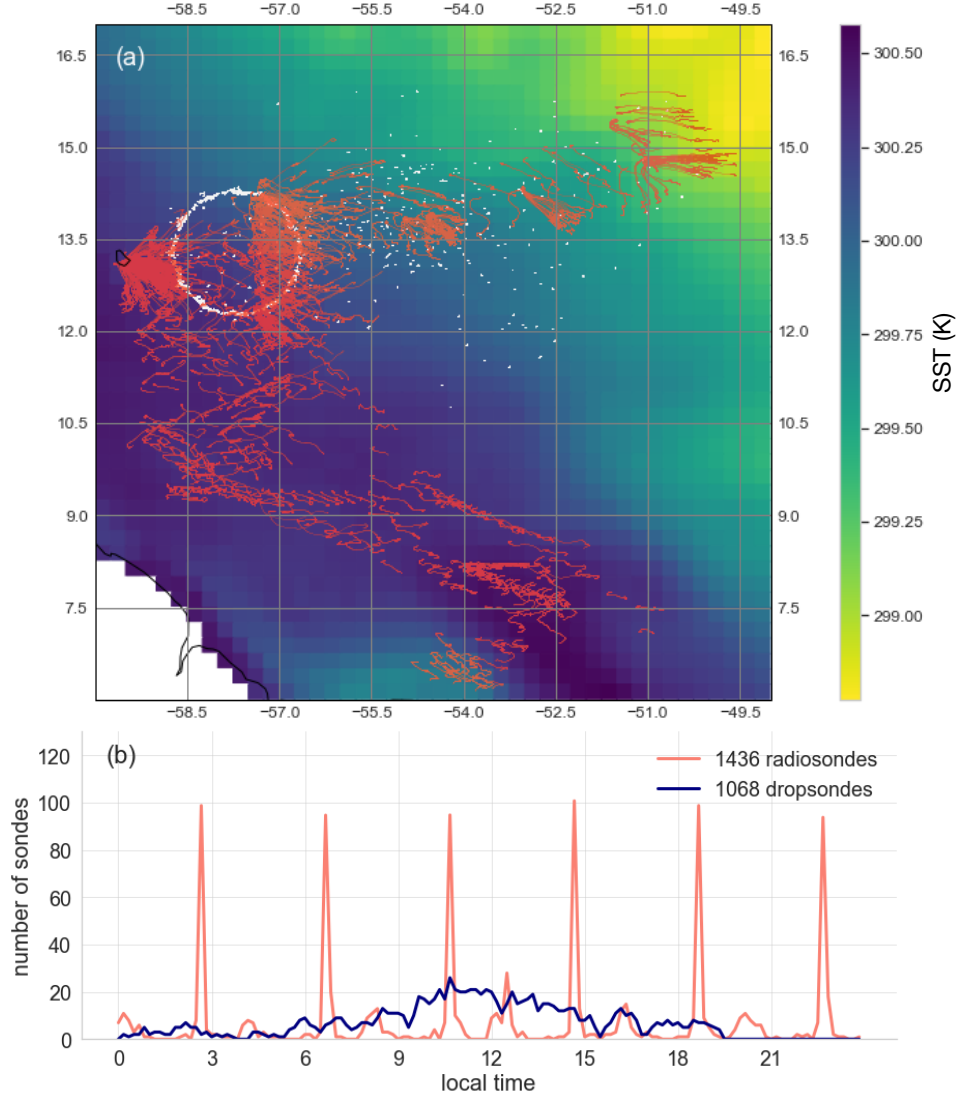 −58.5 −57.0 −55.5 −54.0 −52.5 −51.0 −49.5
(a)
16.5 16.5
15.0 15.0
13.5 13.5
12.0 12.0
10.5 10.5
9.0 9.0
7.5 7.5
−58.5 −57.0 −55.5 −54.0 −52.5 −51.0 −49.5
300.50
300.25
300.00
299.75
299.50
299.25
299.00
SST (K)
(b)
1436 radiosondes
1068 dropsondes
120
100
80
60
40
20
0
number of sondes
0 3 6 9 12 15 18 21
local time